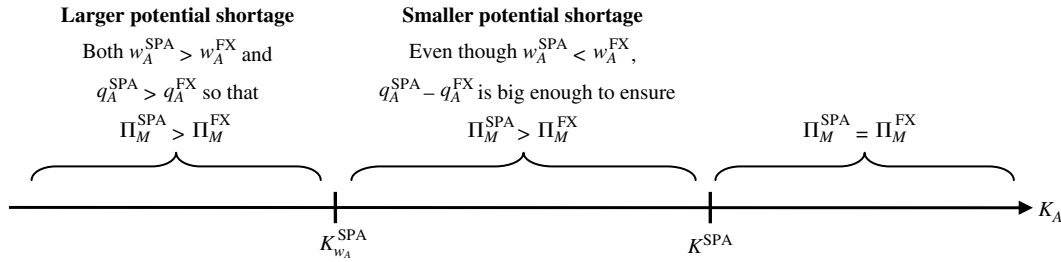 Larger potential shortage
Both w_A^SPA > w_A^FX and
q_A^SPA > q_A^FX so that
Π_M^SPA > Π_M^FX
Smaller potential shortage
Even though w_A^SPA < w_A^FX,
q_A^SPA – q_A^FX is big enough to ensure
Π_M^SPA > Π_M^FX
Π_M^SPA = Π_M^FX
K_{w_A}^SPA
K^SPA
K_A